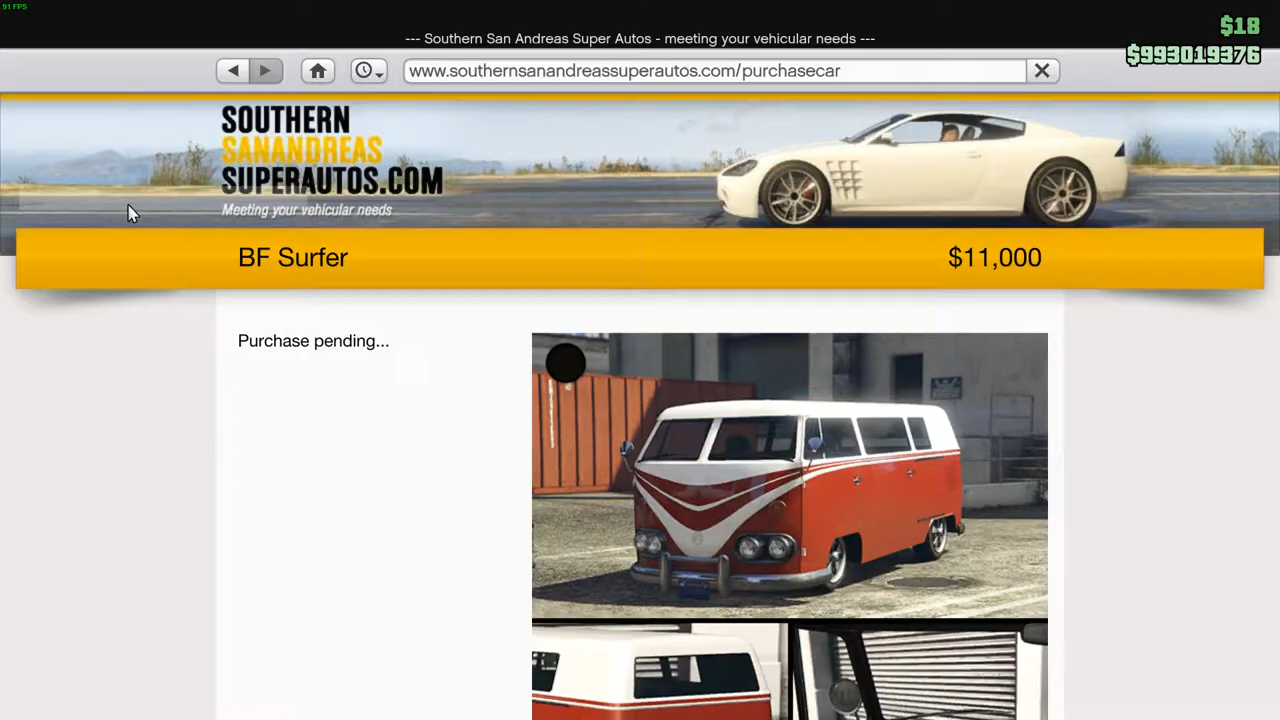 91 FPS
$18
--- Southern San Andreas Super Autos - meeting your vehicular needs ---
$993019376
www.southernsanandreassuperautos.com/purchasecar
SOUTHERN
SANANDREAS
SUPERAUTOS.COM
Meeting your vehicular needs
BF Surfer $11,000
Purchase pending...